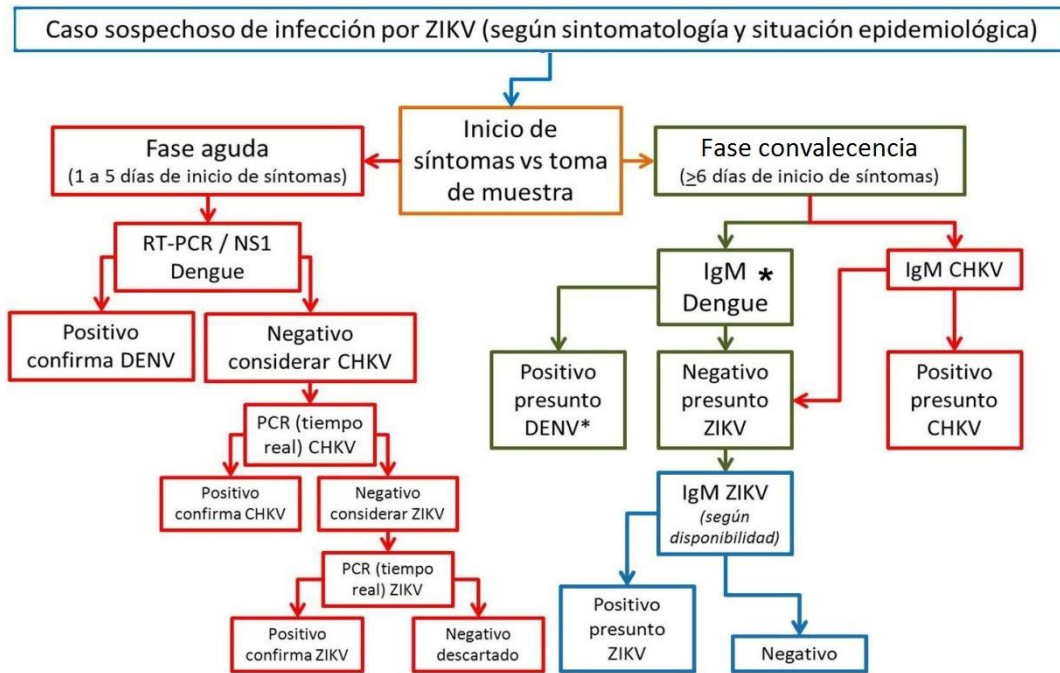 Caso sospechoso de infección por ZIKV (según sintomatología y situación epidemiológica)
Inicio de
síntomas vs toma
de muestra
Fase aguda
(1 a 5 días de inicio de síntomas)
RT-PCR / NS1
Dengue
Positivo
confirma DENV
Negativo
considerar CHKV
PCR (tiempo
real) CHKV
Positivo
confirma CHKV
Negativo
considerar ZIKV
PCR (tiempo
real) ZIKV
Positivo
confirma ZIKV
Negativo
descartado
Fase convalecencia
(≥6 días de inicio de síntomas)
IgM *
Dengue
IgM CHKV
Positivo
presunto
DENV*
Negativo
presunto
ZIKV
Positivo
presunto
CHKV
IgM ZIKV
(según
disponibilidad)
Positivo
presunto
ZIKV
Negativo